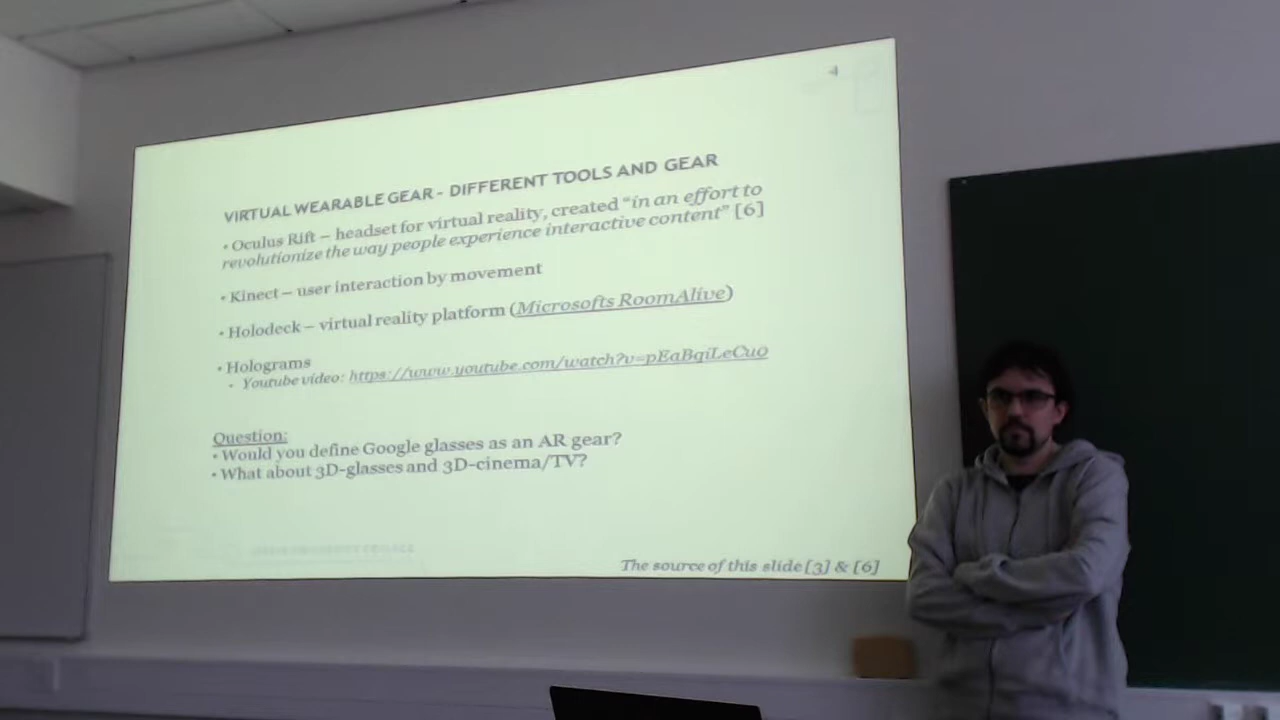 4
VIRTUAL WEARABLE GEAR - DIFFERENT TOOLS AND GEAR
• Oculus Rift – headset for virtual reality, created “in an effort to
revolutionize the way people experience interactive content” [6]
• Kinect – user interaction by movement
• Holodeck – virtual reality platform (Microsofts RoomAlive)
• Holograms
• Youtube video: https://www.youtube.com/watch?v=pEaBqiLeCu0
Question:
• Would you define Google glasses as an AR gear?
• What about 3D-glasses and 3D-cinema/TV?
The source of this slide [3] & [6]